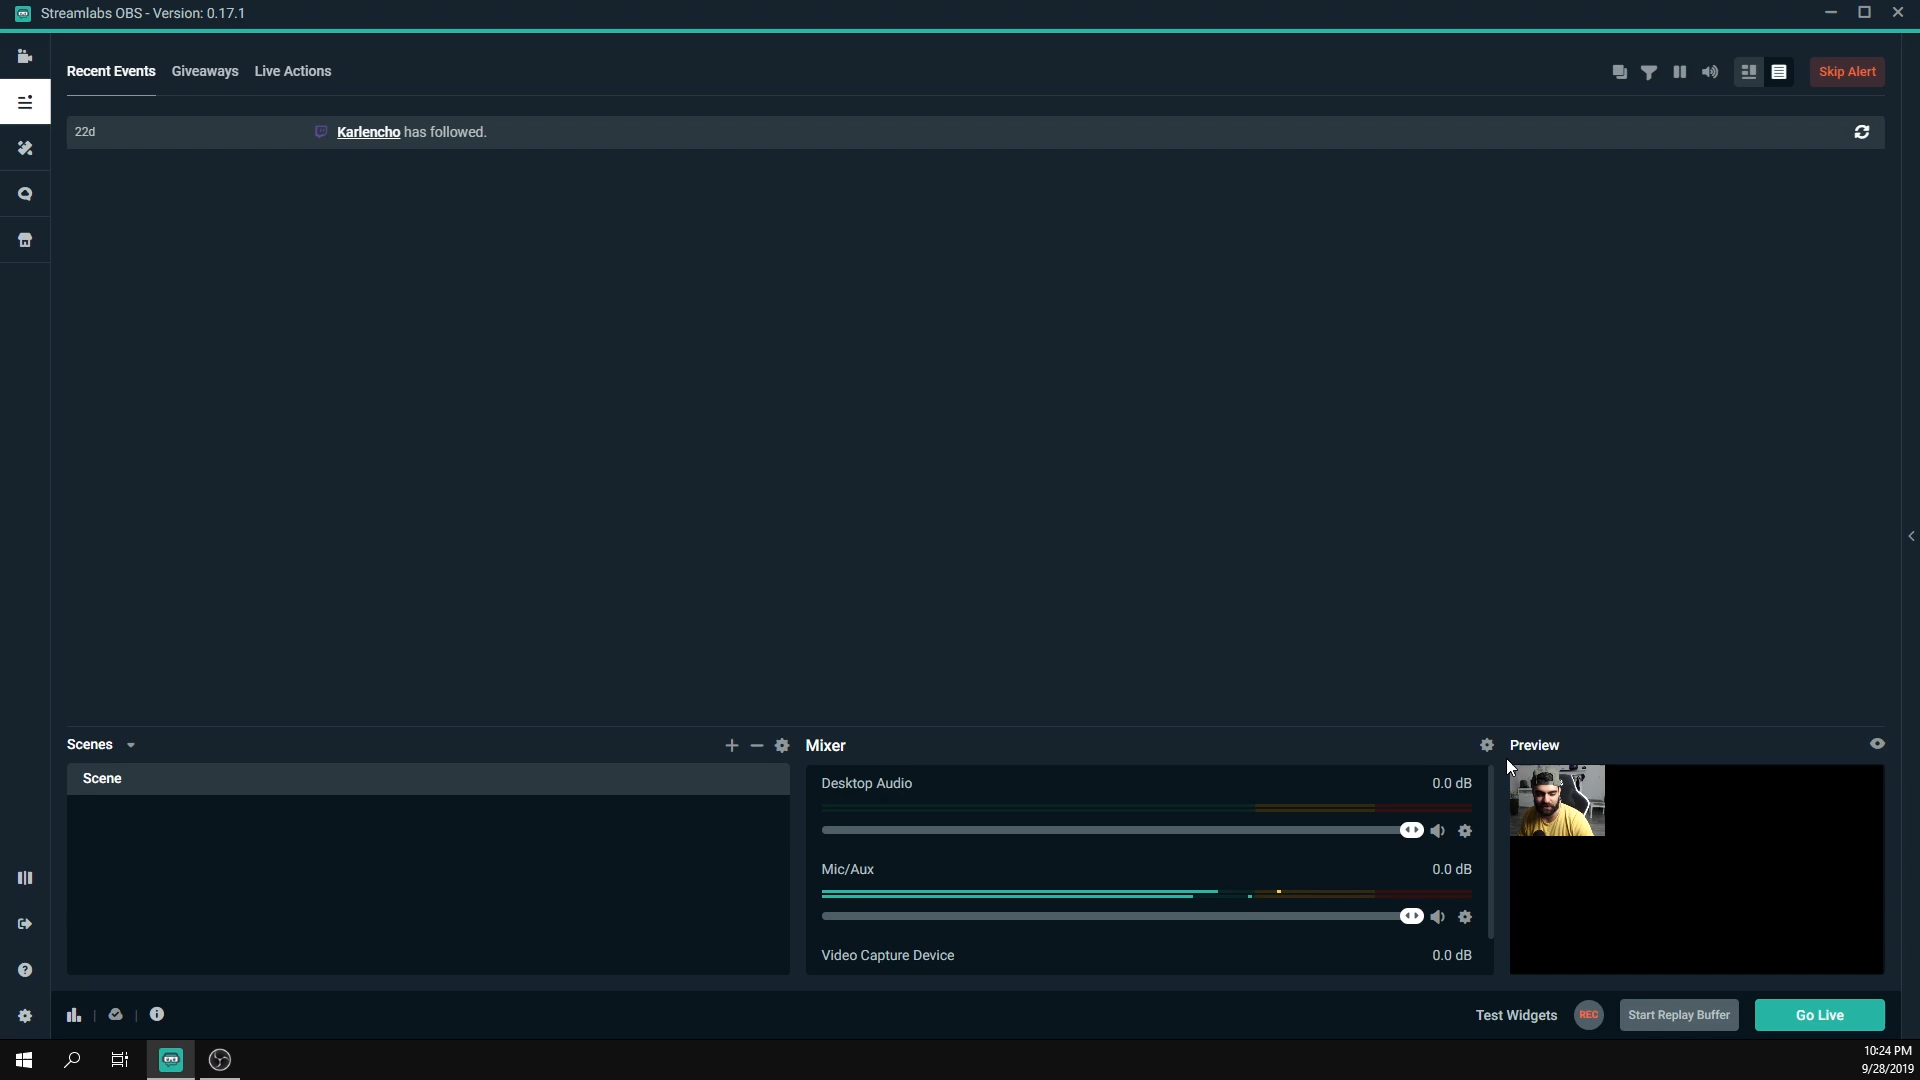 Streamlabs OBS - Version: 0.17.1
Recent Events Giveaways Live Actions
Skip Alert
22d Karlencho has followed.
Scenes
Mixer
Preview
Scene
Desktop Audio 0.0 dB
Mic/Aux 0.0 dB
Video Capture Device 0.0 dB
Test Widgets REC Start Replay Buffer Go Live
10:24 PM
9/28/2019